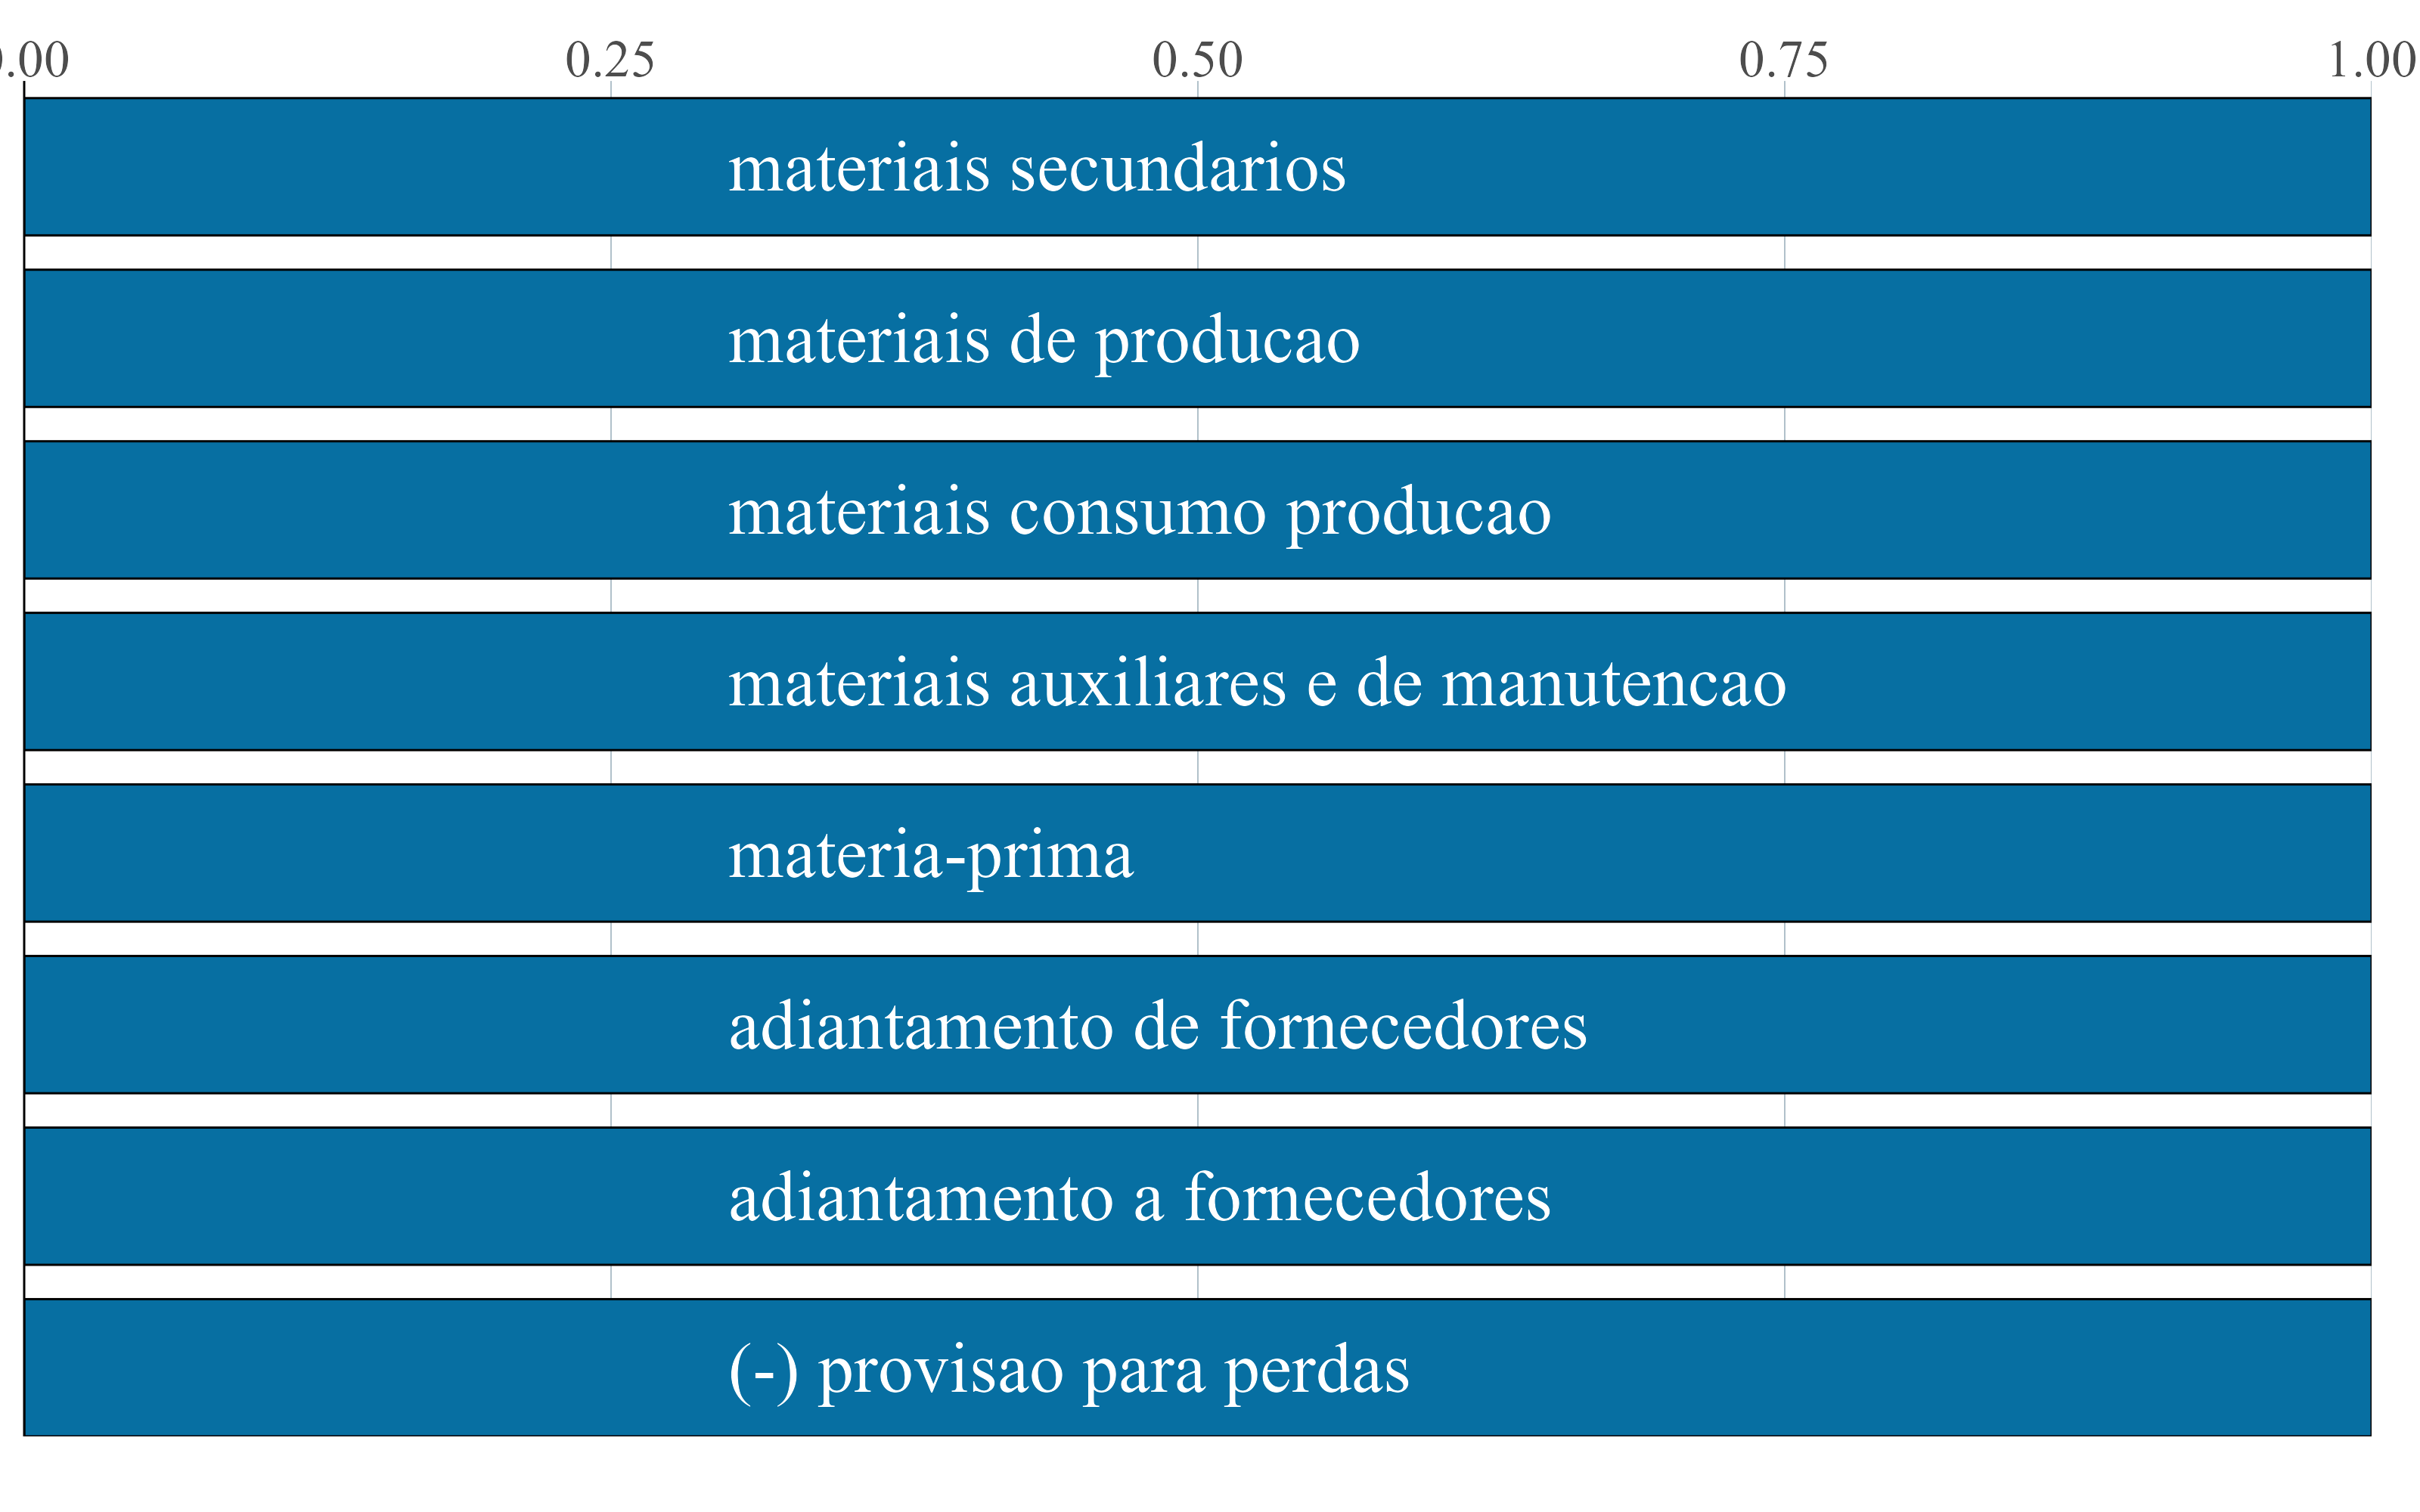 0.00 0.25 0.50 0.75 1.00
materiais secundarios
materiais de producao
materiais consumo producao
materiais auxiliares e de manutencao
materia-prima
adiantamento de fornecedores
adiantamento a fornecedores
(-) provisao para perdas